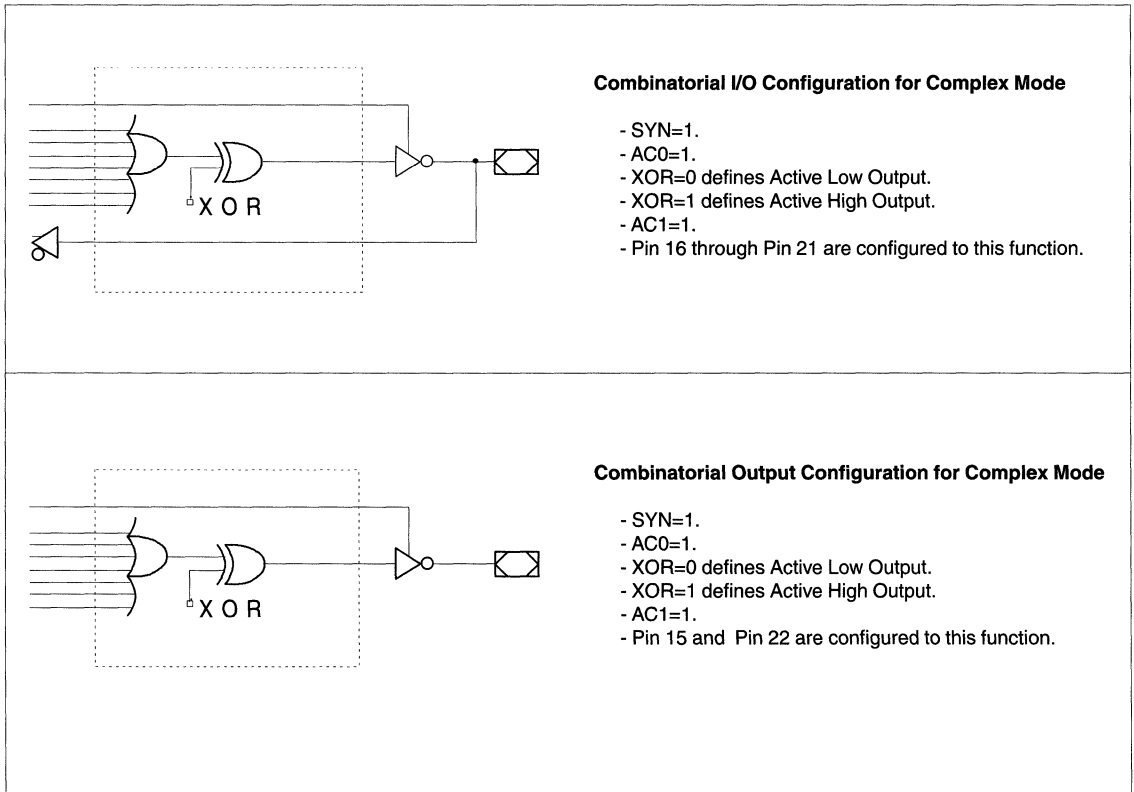 Combinatorial I/O Configuration for Complex Mode
- SYN=1.
- AC0=1.
- XOR=0 defines Active Low Output.
- XOR=1 defines Active High Output.
- AC1=1.
- Pin 16 through Pin 21 are configured to this function.
X O R
Combinatorial Output Configuration for Complex Mode
- SYN=1.
- AC0=1.
- XOR=0 defines Active Low Output.
- XOR=1 defines Active High Output.
- AC1=1.
- Pin 15 and Pin 22 are configured to this function.
X O R